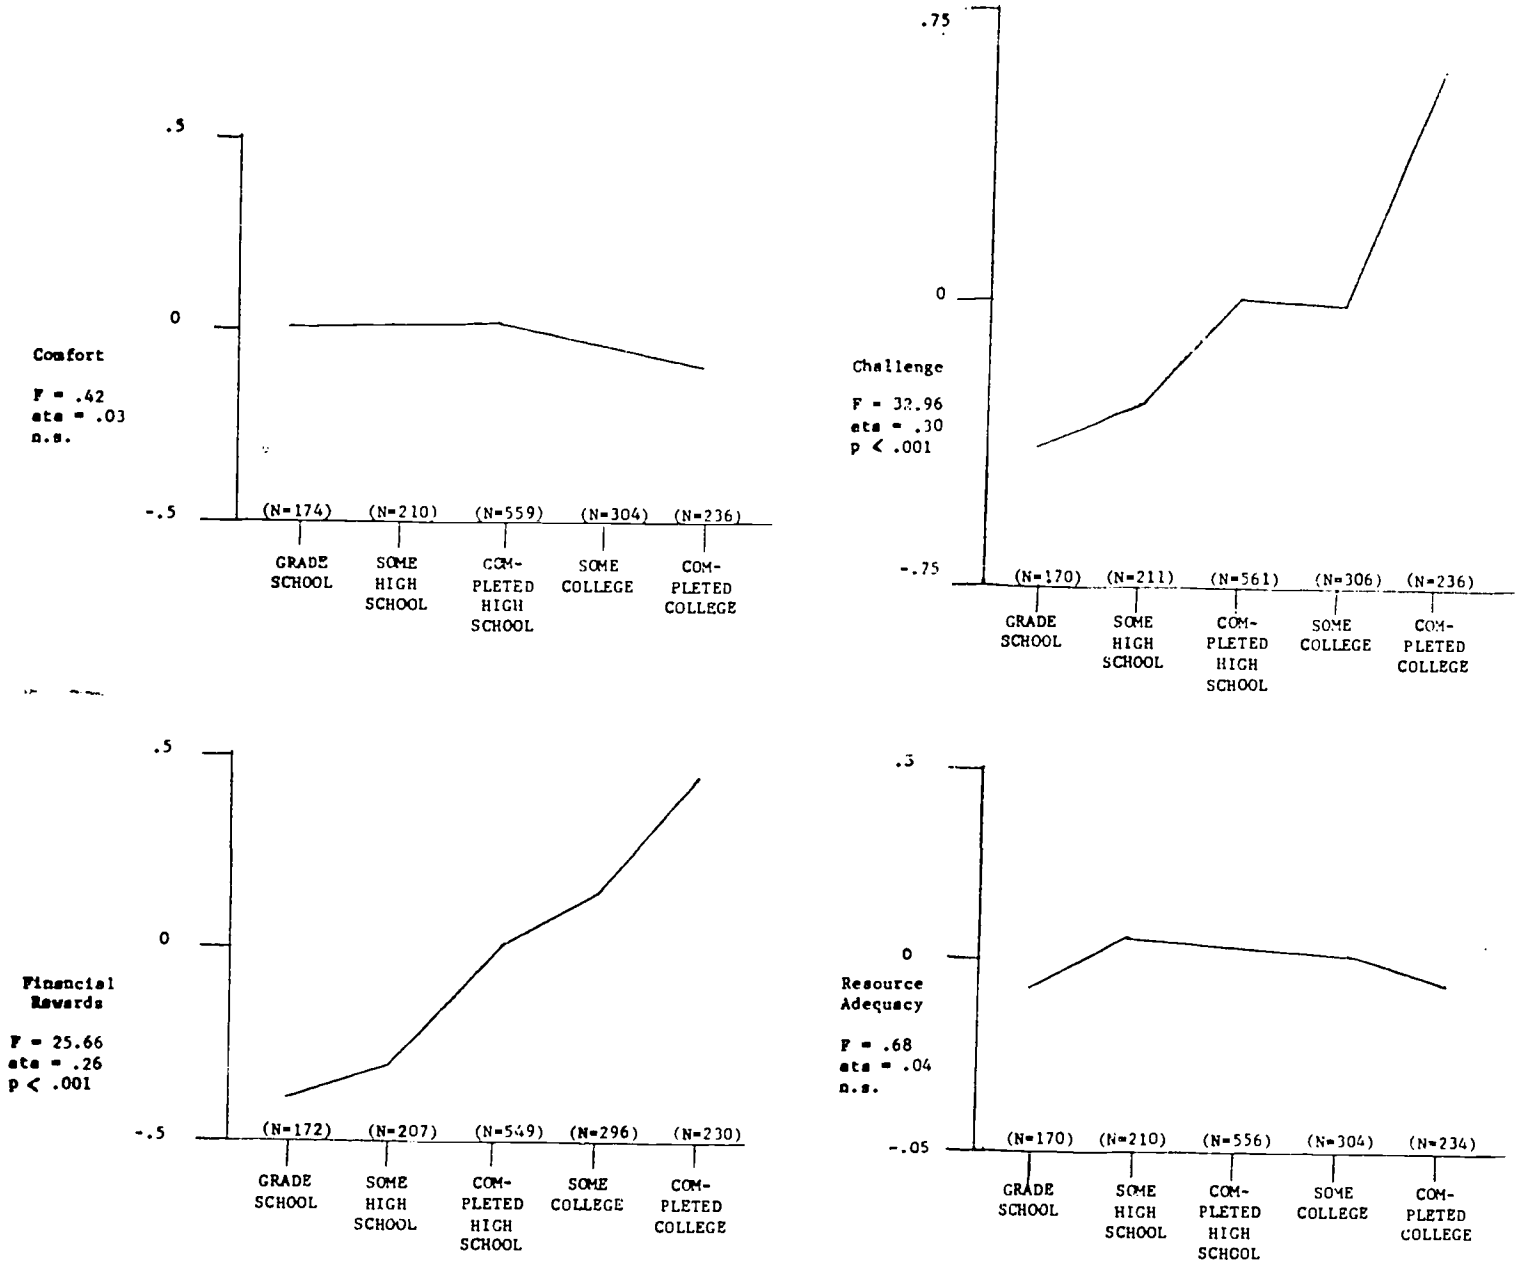 .5
0
Comfort
F = .42
eta = .03
n.s.
-.5
(N=174) (N=210) (N=559) (N=304) (N=236)
GRADE
SCHOOL
SOME
HIGH
SCHOOL
COM-
PLETED
HIGH
SCHOOL
SOME
COLLEGE
COM-
PLETED
COLLEGE
.75
0
Challenge
F = 32.96
eta = .30
p < .001
-.75
(N=170) (N=211) (N=561) (N=306) (N=236)
GRADE
SCHOOL
SOME
HIGH
SCHOOL
COM-
PLETED
HIGH
SCHOOL
SOME
COLLEGE
COM-
PLETED
COLLEGE
.5
0
Financial
Rewards
F = 25.66
eta = .26
p < .001
-.5
(N=172) (N=207) (N=549) (N=296) (N=230)
GRADE
SCHOOL
SOME
HIGH
SCHOOL
COM-
PLETED
HIGH
SCHOOL
SOME
COLLEGE
COM-
PLETED
COLLEGE
0
Resource
Adequacy
F = .68
eta = .04
n.s.
-.05
(N=170) (N=210) (N=556) (N=304) (N=234)
GRADE
SCHOOL
SOME
HIGH
SCHOOL
COM-
PLETED
HIGH
SCHOOL
SOME
COLLEGE
COM-
PLETED
COLLEGE